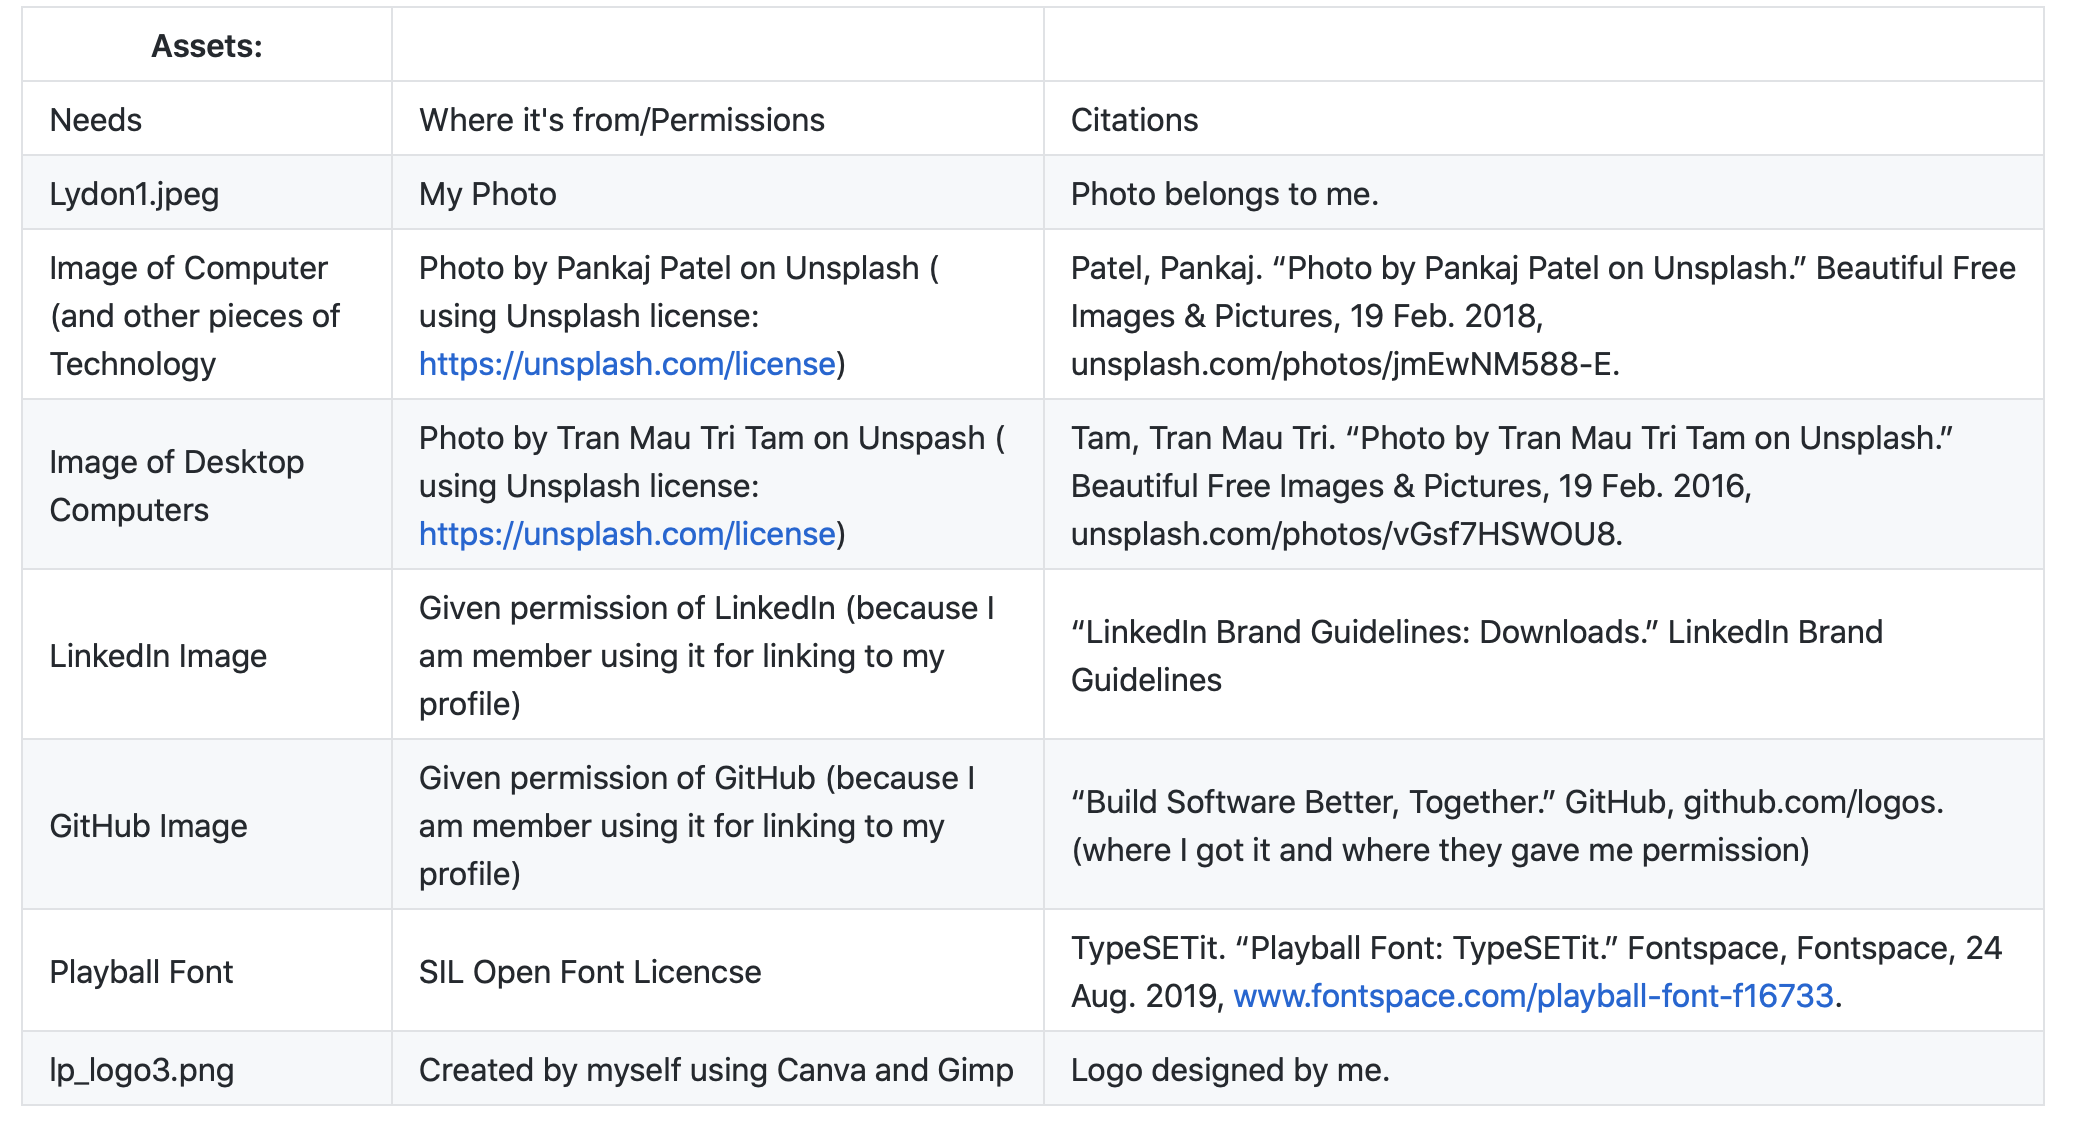 Assets:
Needs
Where it's from/Permissions
Citations
Lydon1.jpeg
My Photo
Photo belongs to me.
Image of Computer
(and other pieces of
Technology
Photo by Pankaj Patel on Unsplash (
using Unsplash license:
https://unsplash.com/license)
Patel, Pankaj. “Photo by Pankaj Patel on Unsplash.” Beautiful Free
Images & Pictures, 19 Feb. 2018,
unsplash.com/photos/jmEwNM588-E.
Image of Desktop
Computers
Photo by Tran Mau Tri Tam on Unspash (
using Unsplash license:
https://unsplash.com/license)
Tam, Tran Mau Tri. “Photo by Tran Mau Tri Tam on Unsplash.”
Beautiful Free Images & Pictures, 19 Feb. 2016,
unsplash.com/photos/vGsf7HSWOU8.
LinkedIn Image
Given permission of LinkedIn (because I
am member using it for linking to my
profile)
“LinkedIn Brand Guidelines: Downloads.” LinkedIn Brand
Guidelines
GitHub Image
Given permission of GitHub (because I
am member using it for linking to my
profile)
“Build Software Better, Together.” GitHub, github.com/logos.
(where I got it and where they gave me permission)
Playball Font
SIL Open Font Licencse
TypeSETit. “Playball Font: TypeSETit.” Fontspace, Fontspace, 24
Aug. 2019, www.fontspace.com/playball-font-f16733.
lp_logo3.png
Created by myself using Canva and Gimp
Logo designed by me.